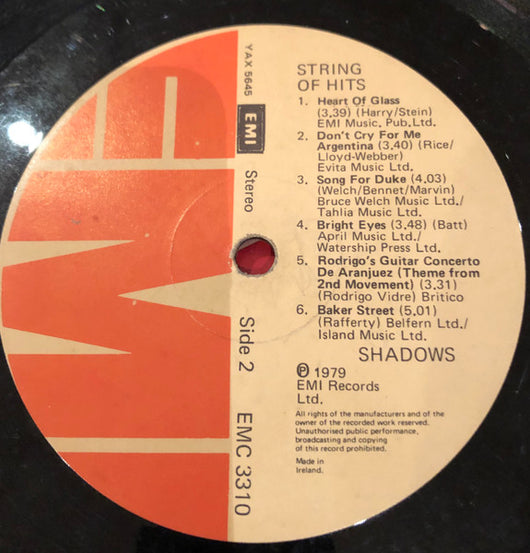 EMI
YAX 5645
EMI
Stereo
Side 2
EMC 3310
STRING
OF HITS
1. Heart Of Glass
(3.39) (Harry/Stein)
EMI Music. Pub.Ltd.
2. Don't Cry For Me
Argentina (3.40) (Rice/
Lloyd-Webber)
Evita Music Ltd.
3. Song For Duke (4.03)
(Welch/Bennet/Marvin)
Bruce Welch Music Ltd./
Tahlia Music Ltd.
4. Bright Eyes (3.48) (Batt)
April Music Ltd./
Watership Press Ltd.
5. Rodrigo's Guitar Concerto
De Aranjuez (Theme from
2nd Movement) (3.31)
(Rodrigo Vidre) Britico
6. Baker Street (5.01)
(Rafferty) Belfern Ltd./
Island Music Ltd.
SHADOWS
℗ 1979
EMI Records
Ltd.
All rights of the manufacturers and of the
owner of the recorded work reserved.
Unauthorised public performance,
broadcasting and copying
of this record prohibited.
Made in
Ireland.